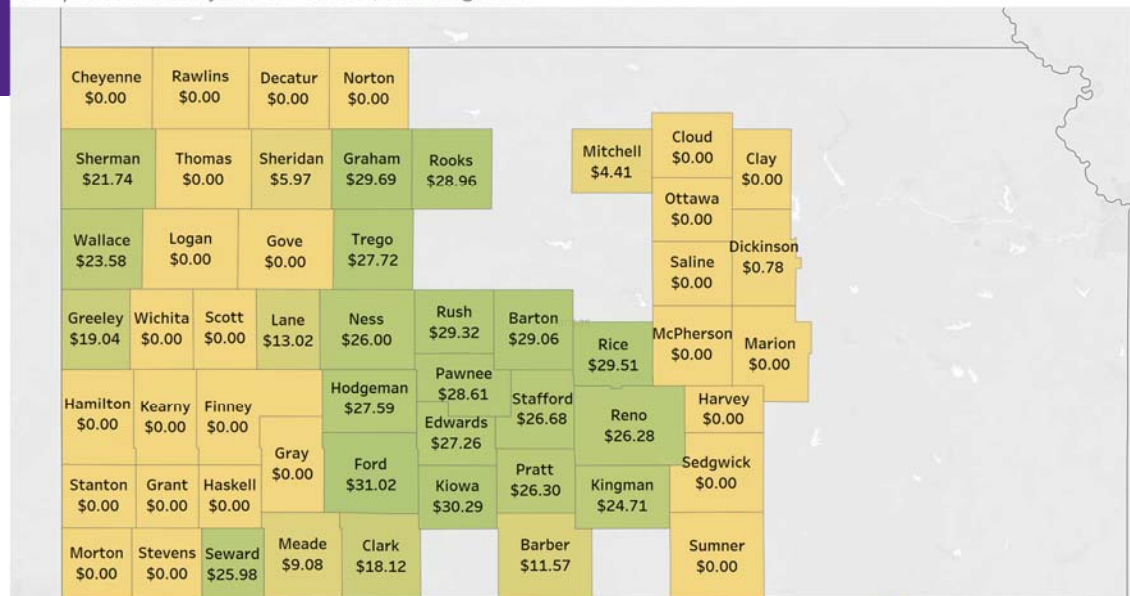 Cheyenne
$0.00
Rawlins
$0.00
Decatur
$0.00
Norton
$0.00
Cloud
$0.00
Sherman
$21.74
Thomas
$0.00
Sheridan
$5.97
Graham
$29.69
Rooks
$28.96
Mitchell
$4.41
Clay
$0.00
Ottawa
$0.00
Wallace
$23.58
Logan
$0.00
Gove
$0.00
Trego
$27.72
Saline
$0.00
Dickinson
$0.78
Greeley
$19.04
Wichita
$0.00
Scott
$0.00
Lane
$13.02
Ness
$26.00
Rush
$29.32
Barton
$29.06
Rice
$29.51
McPherson
$0.00
Marion
$0.00
Hamilton
$0.00
Kearny
$0.00
Finney
$0.00
Hodgeman
$27.59
Pawnee
$28.61
Edwards
$27.26
Stafford
$26.68
Reno
$26.28
Harvey
$0.00
Gray
$0.00
Stanton
$0.00
Grant
$0.00
Haskell
$0.00
Ford
$31.02
Kiowa
$30.29
Pratt
$26.30
Kingman
$24.71
Sedgwick
$0.00
Morton
$0.00
Stevens
$0.00
Seward
$25.98
Meade
$9.08
Clark
$18.12
Barber
$11.57
Sumner
$0.00